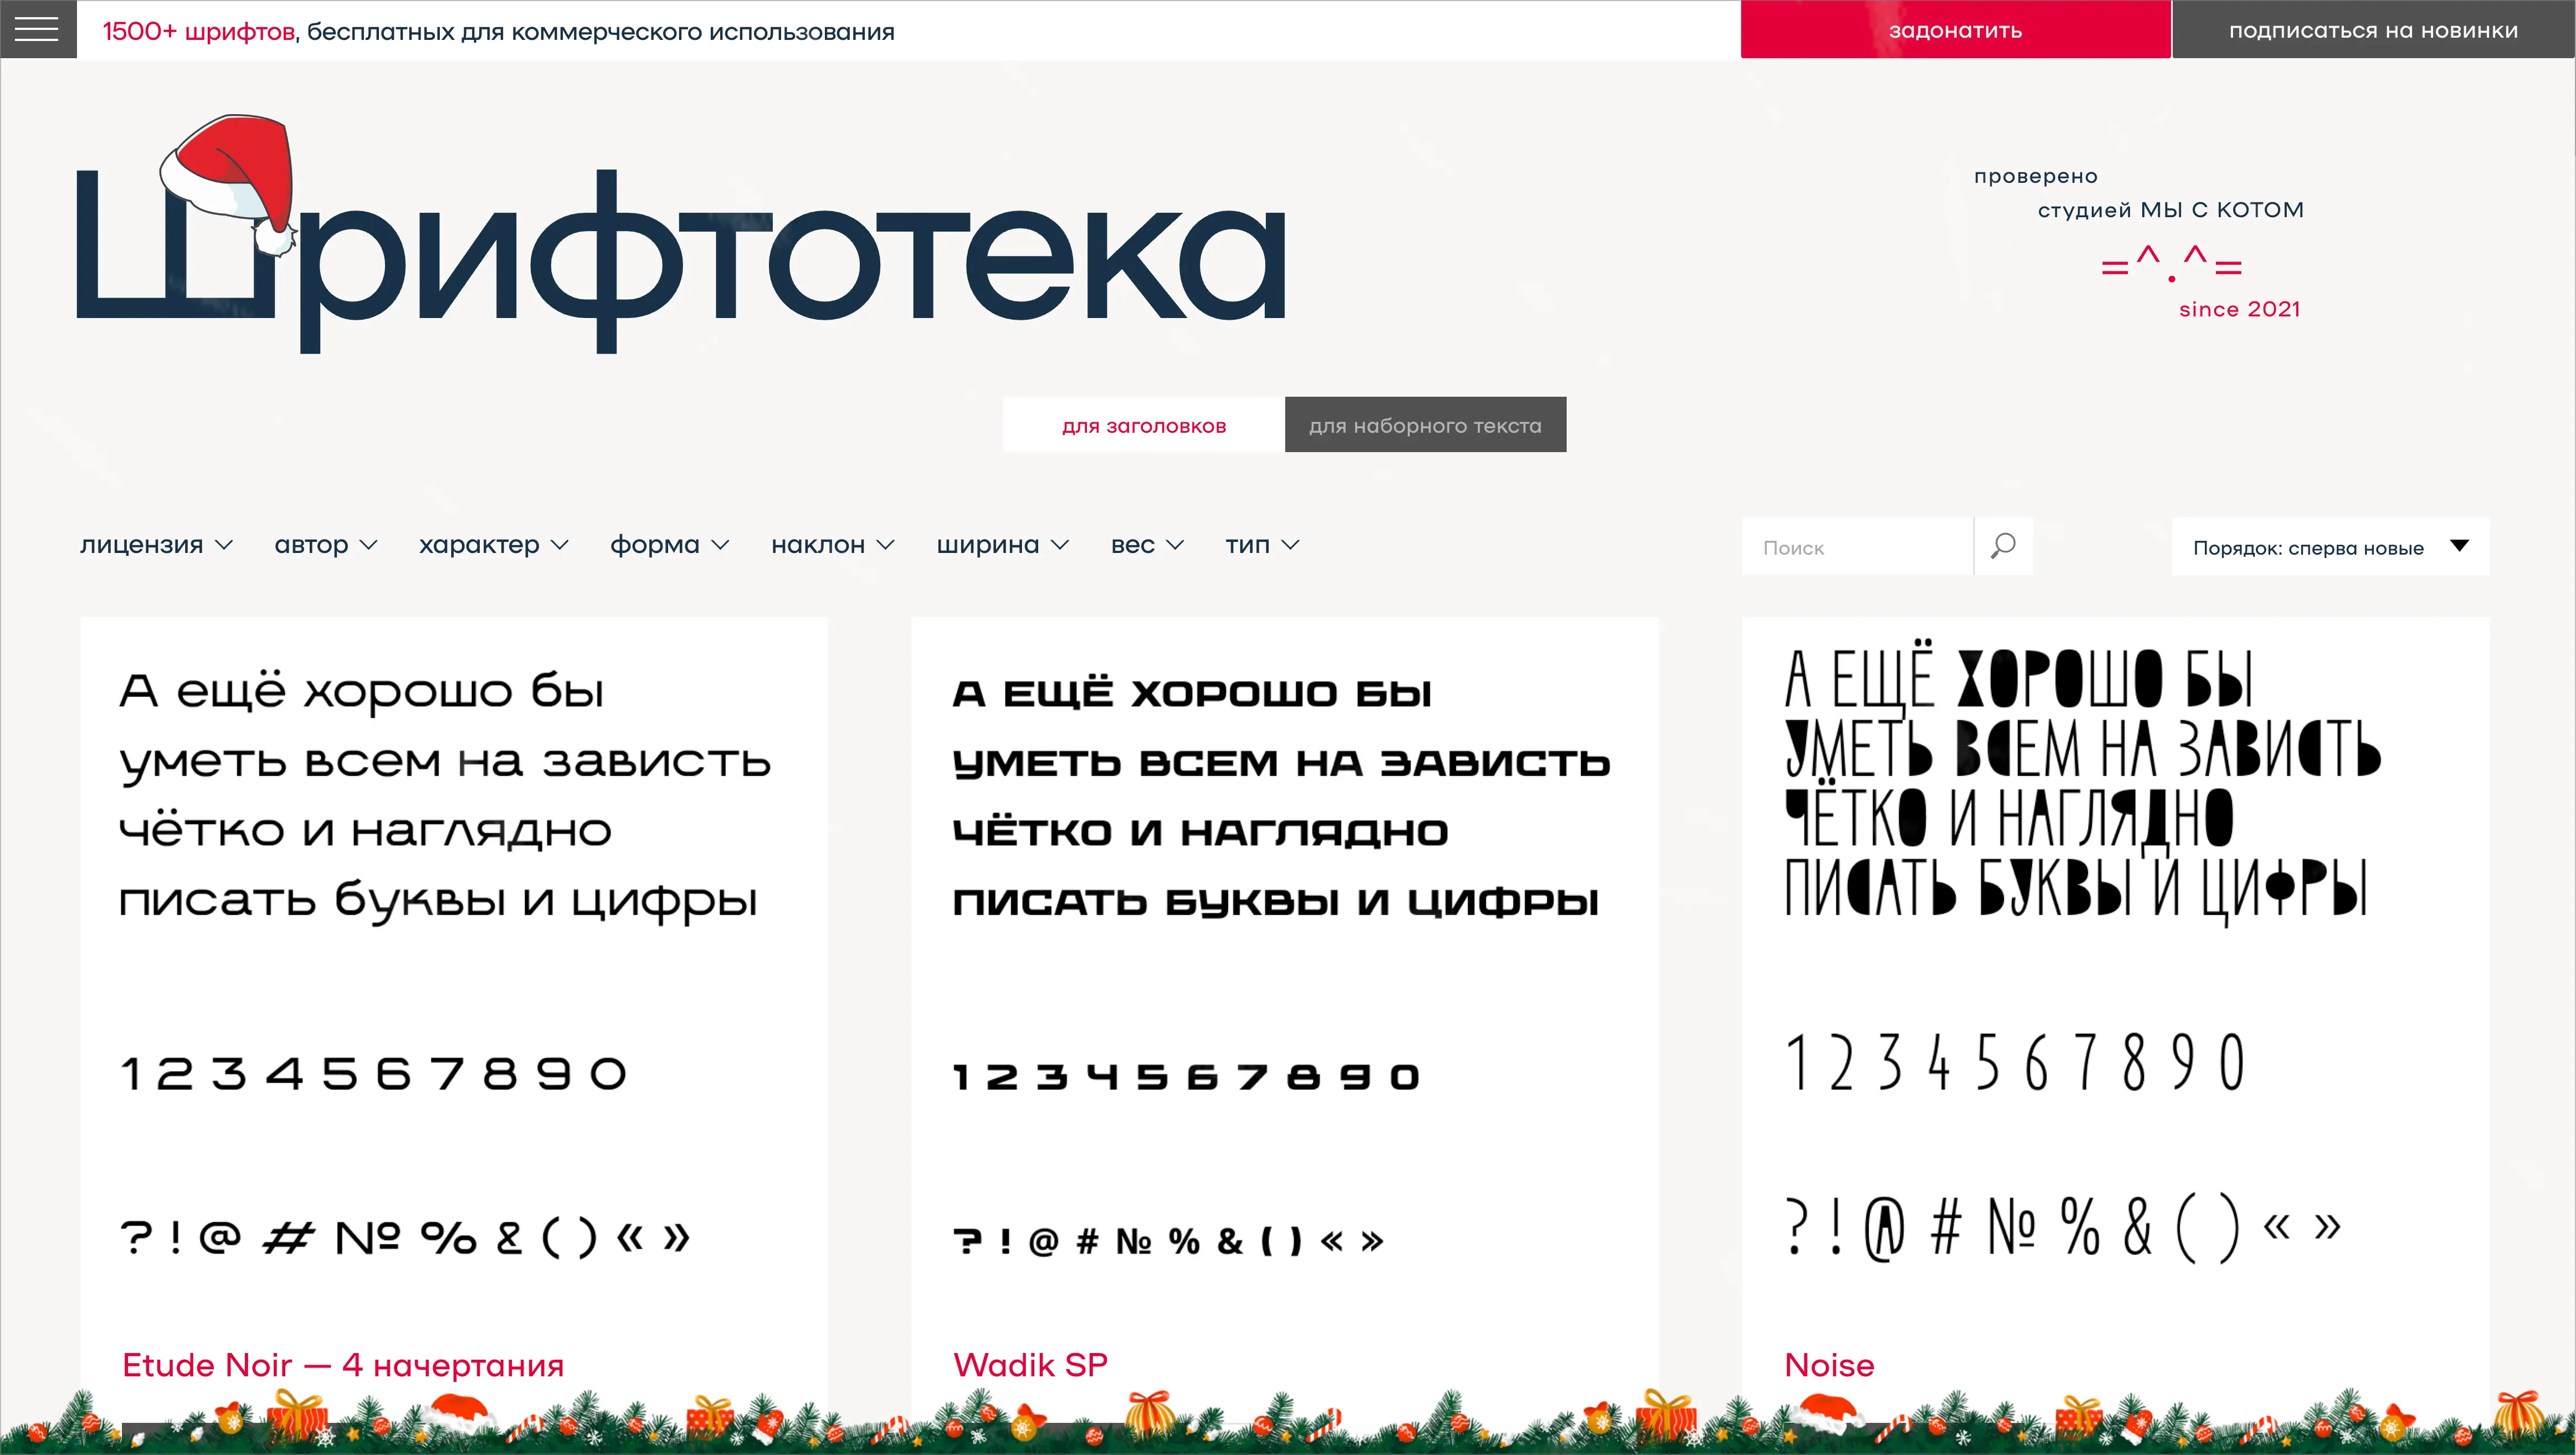 1500+ шрифтов, бесплатных для коммерческого использования
задонатить
подписаться на новинки
Шрифтотека
проверено
студией МЫ С КОТОМ
=^.^=
since 2021
для заголовков
для наборного текста
лицензия
автор
характер
форма
наклон
ширина
вес
тип
Поиск
Порядок: сперва новые
А ещё хорошо бы
уметь всем на зависть
чётко и наглядно
писать буквы и цифры
1 2 3 4 5 6 7 8 9 0
? ! @ # № % & ( ) « »
Etude Noir — 4 начертания
А ЕЩЁ ХОРОШО БЫ
УМЕТЬ ВСЕМ НА ЗАВИСТЬ
ЧЁТКО И НАГЛЯДНО
ПИСАТЬ БУКВЫ И ЦИФРЫ
1 2 3 4 5 6 7 8 9 0
? ! @ # № % & ( ) « »
Wadik SP
А ЕЩЁ ХОРОШО БЫ
УМЕТЬ ВСЕМ НА ЗАВИСТЬ
ЧЁТКО И НАГЛЯДНО
ПИСАТЬ БУКВЫ И ЦИФРЫ
1 2 3 4 5 6 7 8 9 0
? ! @ # № % & ( ) « »
Noise